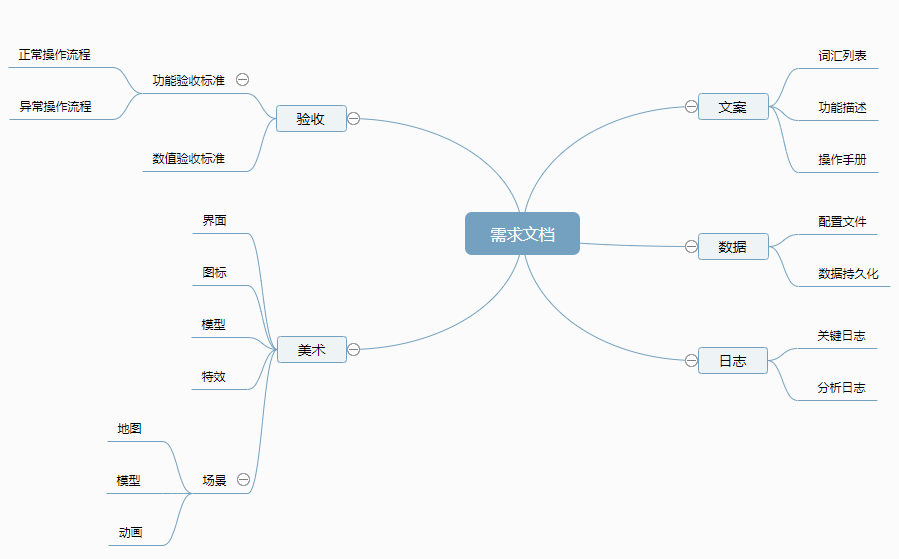 需求文档
文案
词汇列表
功能描述
操作手册
数据
配置文件
数据持久化
日志
关键日志
分析日志
验收
功能验收标准
正常操作流程
异常操作流程
数值验收标准
美术
界面
图标
模型
特效
场景
地图
模型
动画